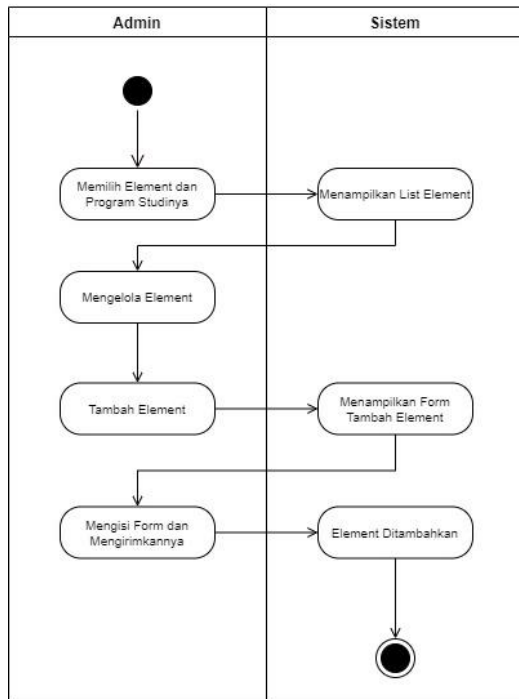 Admin
Sistem
Memilih Element dan
Program Studinya
Menampilkan List Element
Mengelola Element
Tambah Element
Menampilkan Form
Tambah Element
Mengisi Form dan
Mengirimkannya
Element Ditambahkan